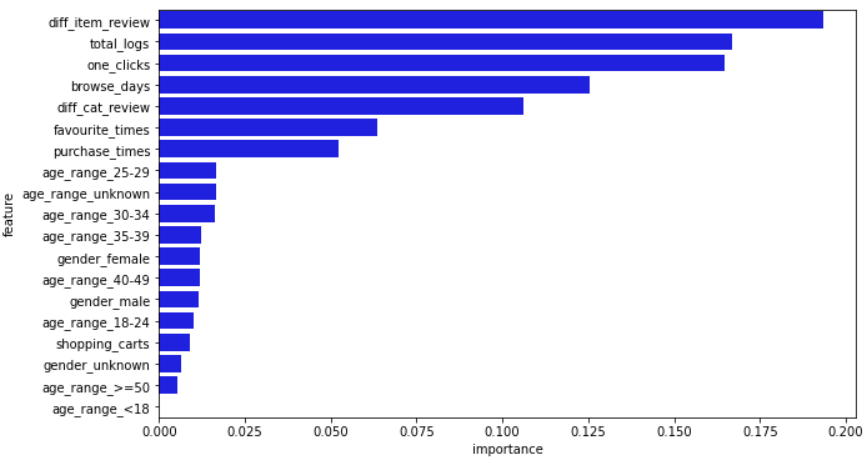 diff_item_review
total_logs
one_clicks
browse_days
diff_cat_review
favourite_times
purchase_times
age_range_25-29
age_range_unknown
age_range_30-34
age_range_35-39
gender_female
age_range_40-49
gender_male
age_range_18-24
shopping_carts
gender_unknown
age_range_>=50
age_range_<18
feature
0.000 0.025 0.050 0.075 0.100 0.125 0.150 0.175 0.200
importance